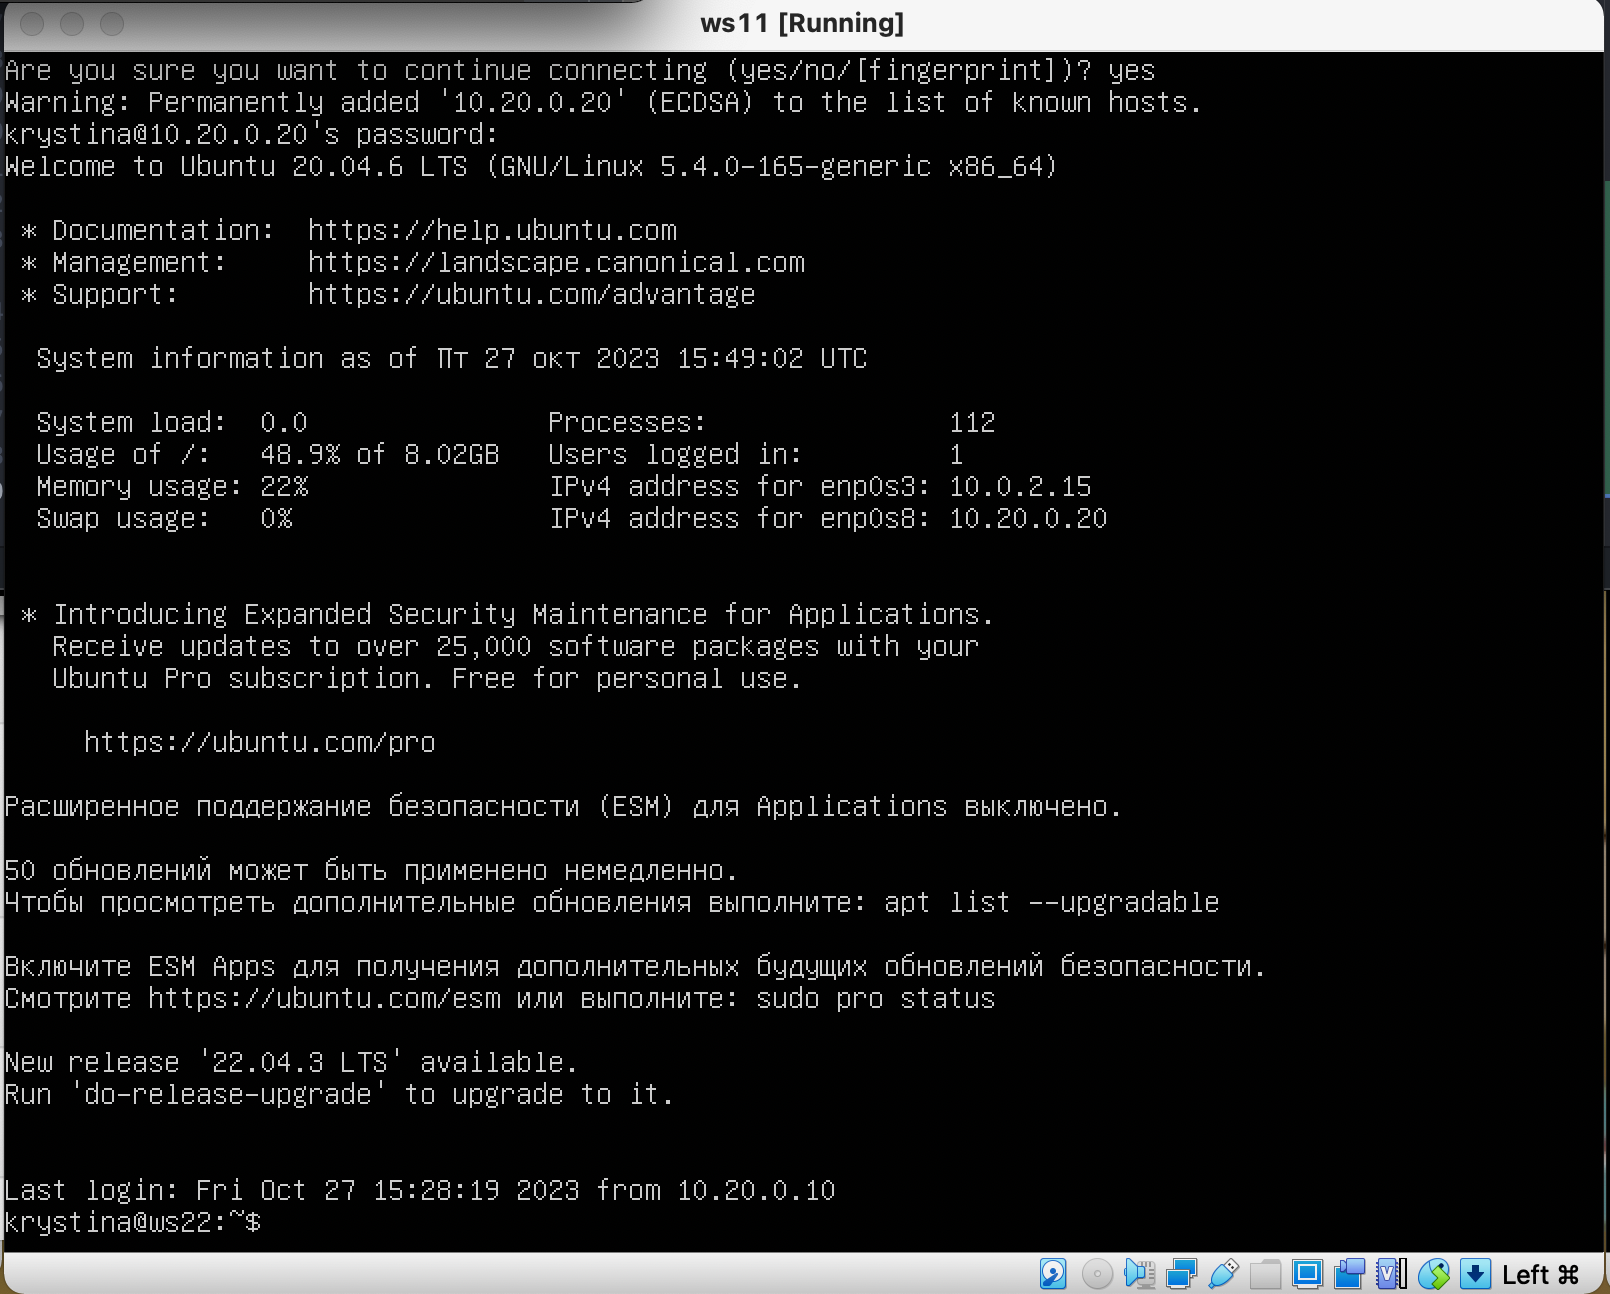 ws11 [Running]
Are you sure you want to continue connecting (yes/no/[fingerprint])? yes
Warning: Permanently added '10.20.0.20' (ECDSA) to the list of known hosts.
krystina@10.20.0.20's password:
Welcome to Ubuntu 20.04.6 LTS (GNU/Linux 5.4.0-165-generic x86_64)
* Documentation:  https://help.ubuntu.com
* Management:     https://landscape.canonical.com
* Support:        https://ubuntu.com/advantage
System information as of Пт 27 окт 2023 15:49:02 UTC
System load:  0.0               Processes:               112
Usage of /:   48.9% of 8.02GB   Users logged in:         1
Memory usage: 22%               IPv4 address for enp0s3: 10.0.2.15
Swap usage:   0%                IPv4 address for enp0s8: 10.20.0.20
* Introducing Expanded Security Maintenance for Applications.
Receive updates to over 25,000 software packages with your
Ubuntu Pro subscription. Free for personal use.
https://ubuntu.com/pro
Расширенное поддержание безопасности (ESM) для Applications выключено.
50 обновлений может быть применено немедленно.
Чтобы просмотреть дополнительные обновления выполните: apt list --upgradable
Включите ESM Apps для получения дополнительных будущих обновлений безопасности.
Смотрите https://ubuntu.com/esm или выполните: sudo pro status
New release '22.04.3 LTS' available.
Run 'do-release-upgrade' to upgrade to it.
Last login: Fri Oct 27 15:28:19 2023 from 10.20.0.10
krystina@ws22:~$
Left ⌘